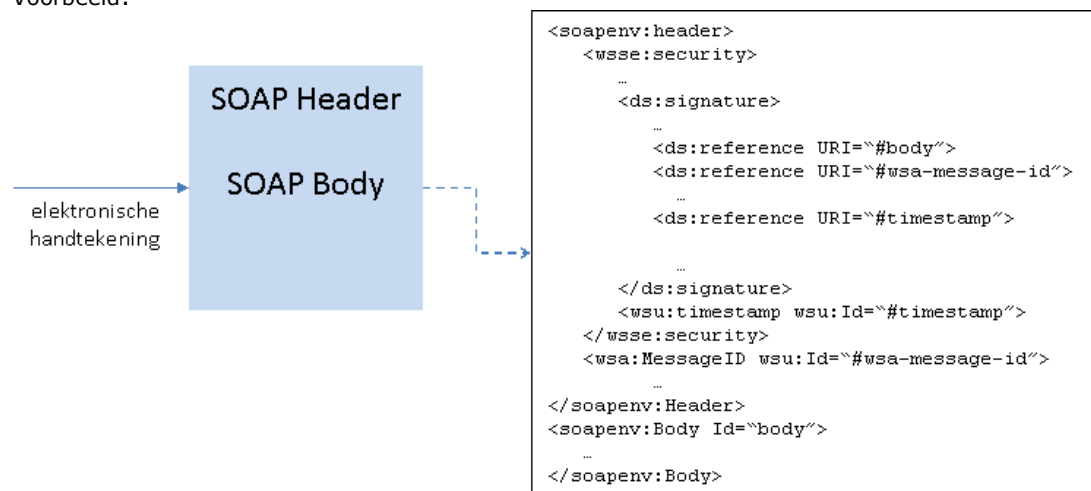 voorbeeld:
SOAP Header
SOAP Body
elektronische
handtekening
<soapenv:header>
<wsse:security>
…
<ds:signature>
…
<ds:reference URI=‶#body″>
<ds:reference URI=‶#wsa-message-id″>
…
<ds:reference URI=‶#timestamp″>
…
</ds:signature>
<wsu:timestamp wsu:Id=‶#timestamp″>
</wsse:security>
<wsa:MessageID wsu:Id=‶#wsa-message-id″>
…
</soapenv:Header>
<soapenv:Body Id=‶body″>
…
</soapenv:Body>